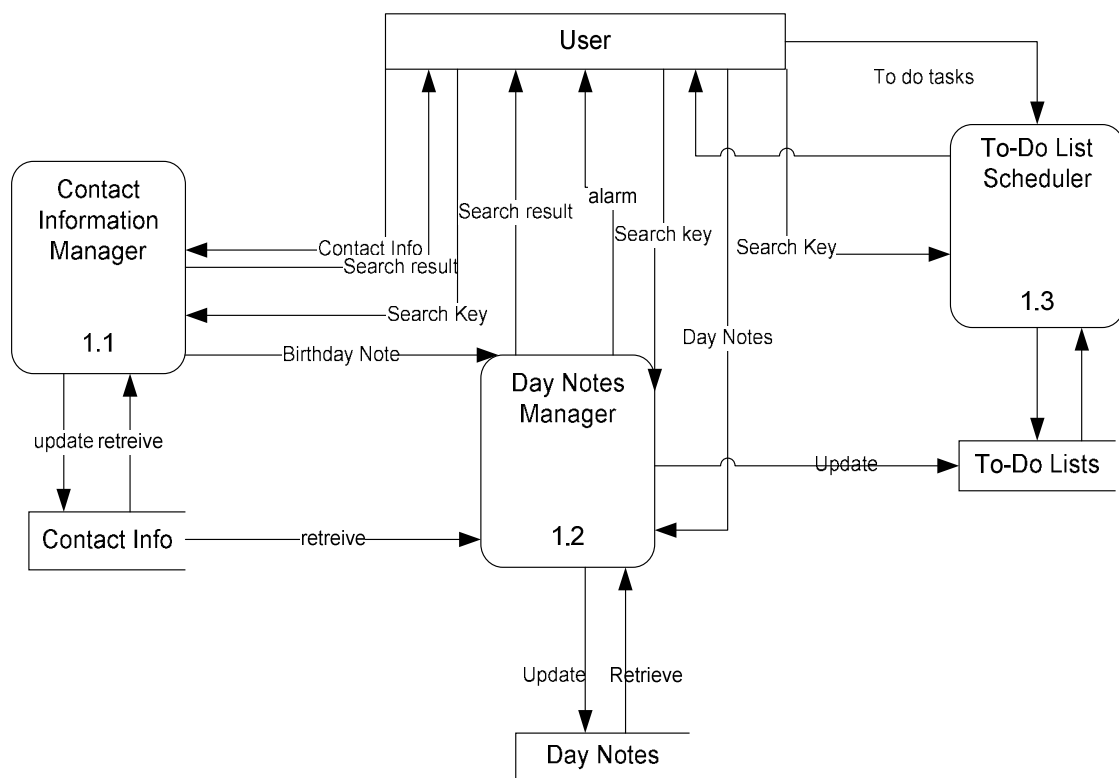 User
To do tasks
To-Do List
Scheduler
1.3
Contact
Information
Manager
1.1
Search result
alarm
Search key
Search Key
Contact Info
Search result
Search Key
Day Notes
Birthday Note
Day Notes
Manager
1.2
update
retreive
Update
To-Do Lists
Contact Info
retreive
Update
Retrieve
Day Notes